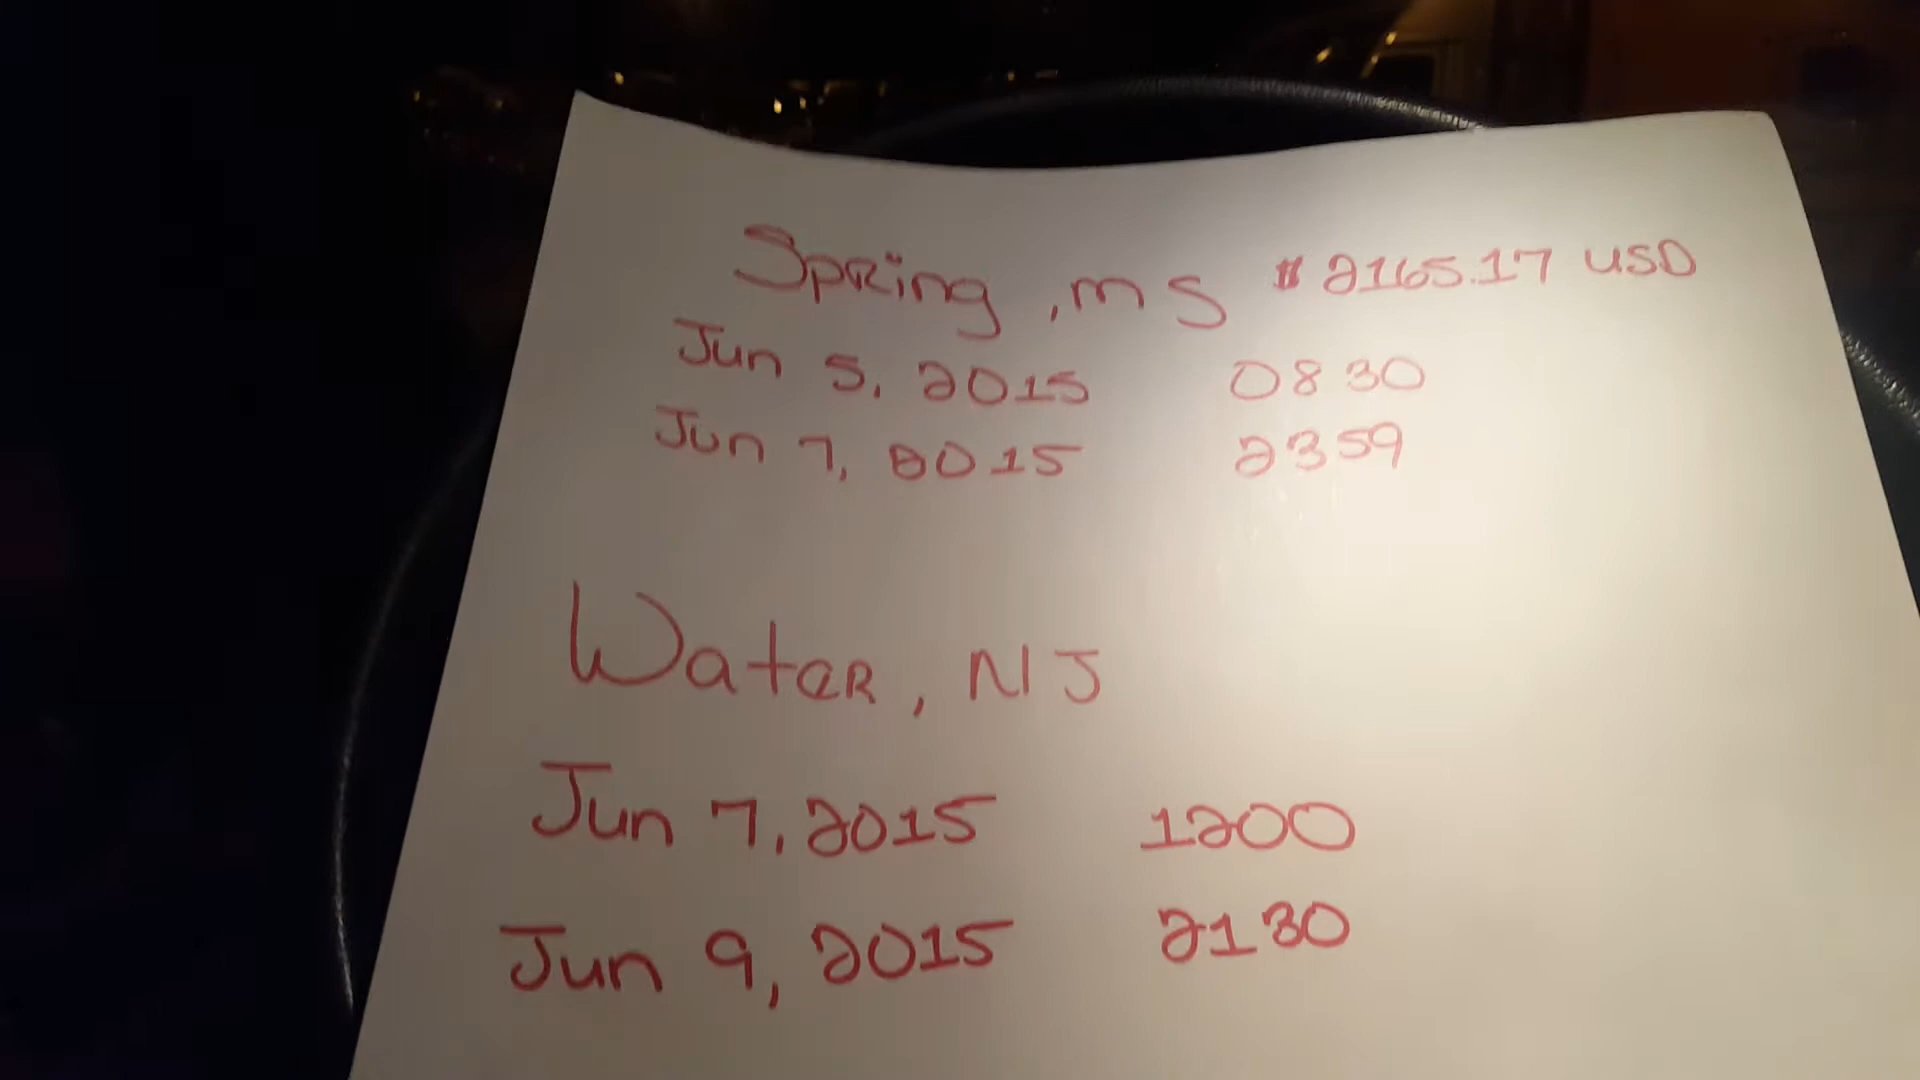 Spring, ms $2165.17 USD
Jun 5, 2015 0830
Jun 7, 2015 2359
Water, NJ
Jun 7, 2015 1200
Jun 9, 2015 2130